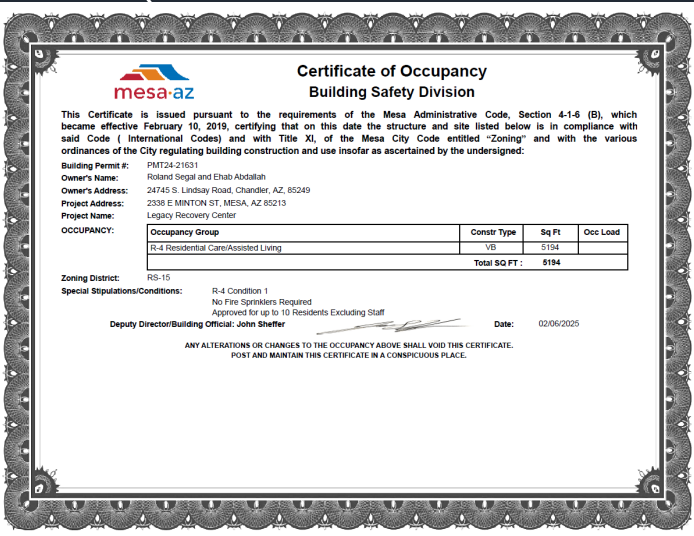 mesa·az
Certificate of Occupancy
Building Safety Division
This Certificate is issued pursuant to the requirements of the Mesa Administrative Code, Section 4-1-6 (B), which
became effective February 10, 2019, certifying that on this date the structure and site listed below is in compliance with
said Code ( International Codes) and with Title XI, of the Mesa City Code entitled “Zoning” and with the various
ordinances of the City regulating building construction and use insofar as ascertained by the undersigned:
Building Permit #: PMT24-21631
Owner's Name: Roland Segal and Ehab Abdallah
Owner's Address: 24745 S. Lindsay Road, Chandler, AZ, 85249
Project Address: 2338 E MINTON ST, MESA, AZ 85213
Project Name: Legacy Recovery Center
OCCUPANCY: Occupancy Group Constr Type Sq Ft Occ Load
R-4 Residential Care/Assisted Living VB 5194
Total SQ FT : 5194
Zoning District: RS-15
Special Stipulations/Conditions: R-4 Condition 1
No Fire Sprinklers Required
Approved for up to 10 Residents Excluding Staff
Deputy Director/Building Official: John Sheffer Date: 02/06/2025
ANY ALTERATIONS OR CHANGES TO THE OCCUPANCY ABOVE SHALL VOID THIS CERTIFICATE.
POST AND MAINTAIN THIS CERTIFICATE IN A CONSPICUOUS PLACE.